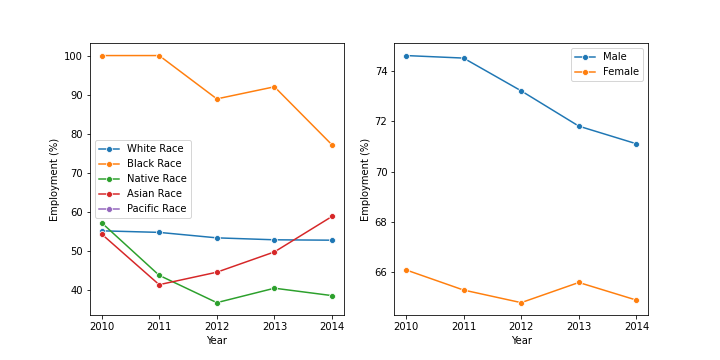 100
90
80
70
60
50
40
Employment (%)
White Race
Black Race
Native Race
Asian Race
Pacific Race
2010 2011 2012 2013 2014
Year
74
72
70
68
66
Employment (%)
Male
Female
2010 2011 2012 2013 2014
Year